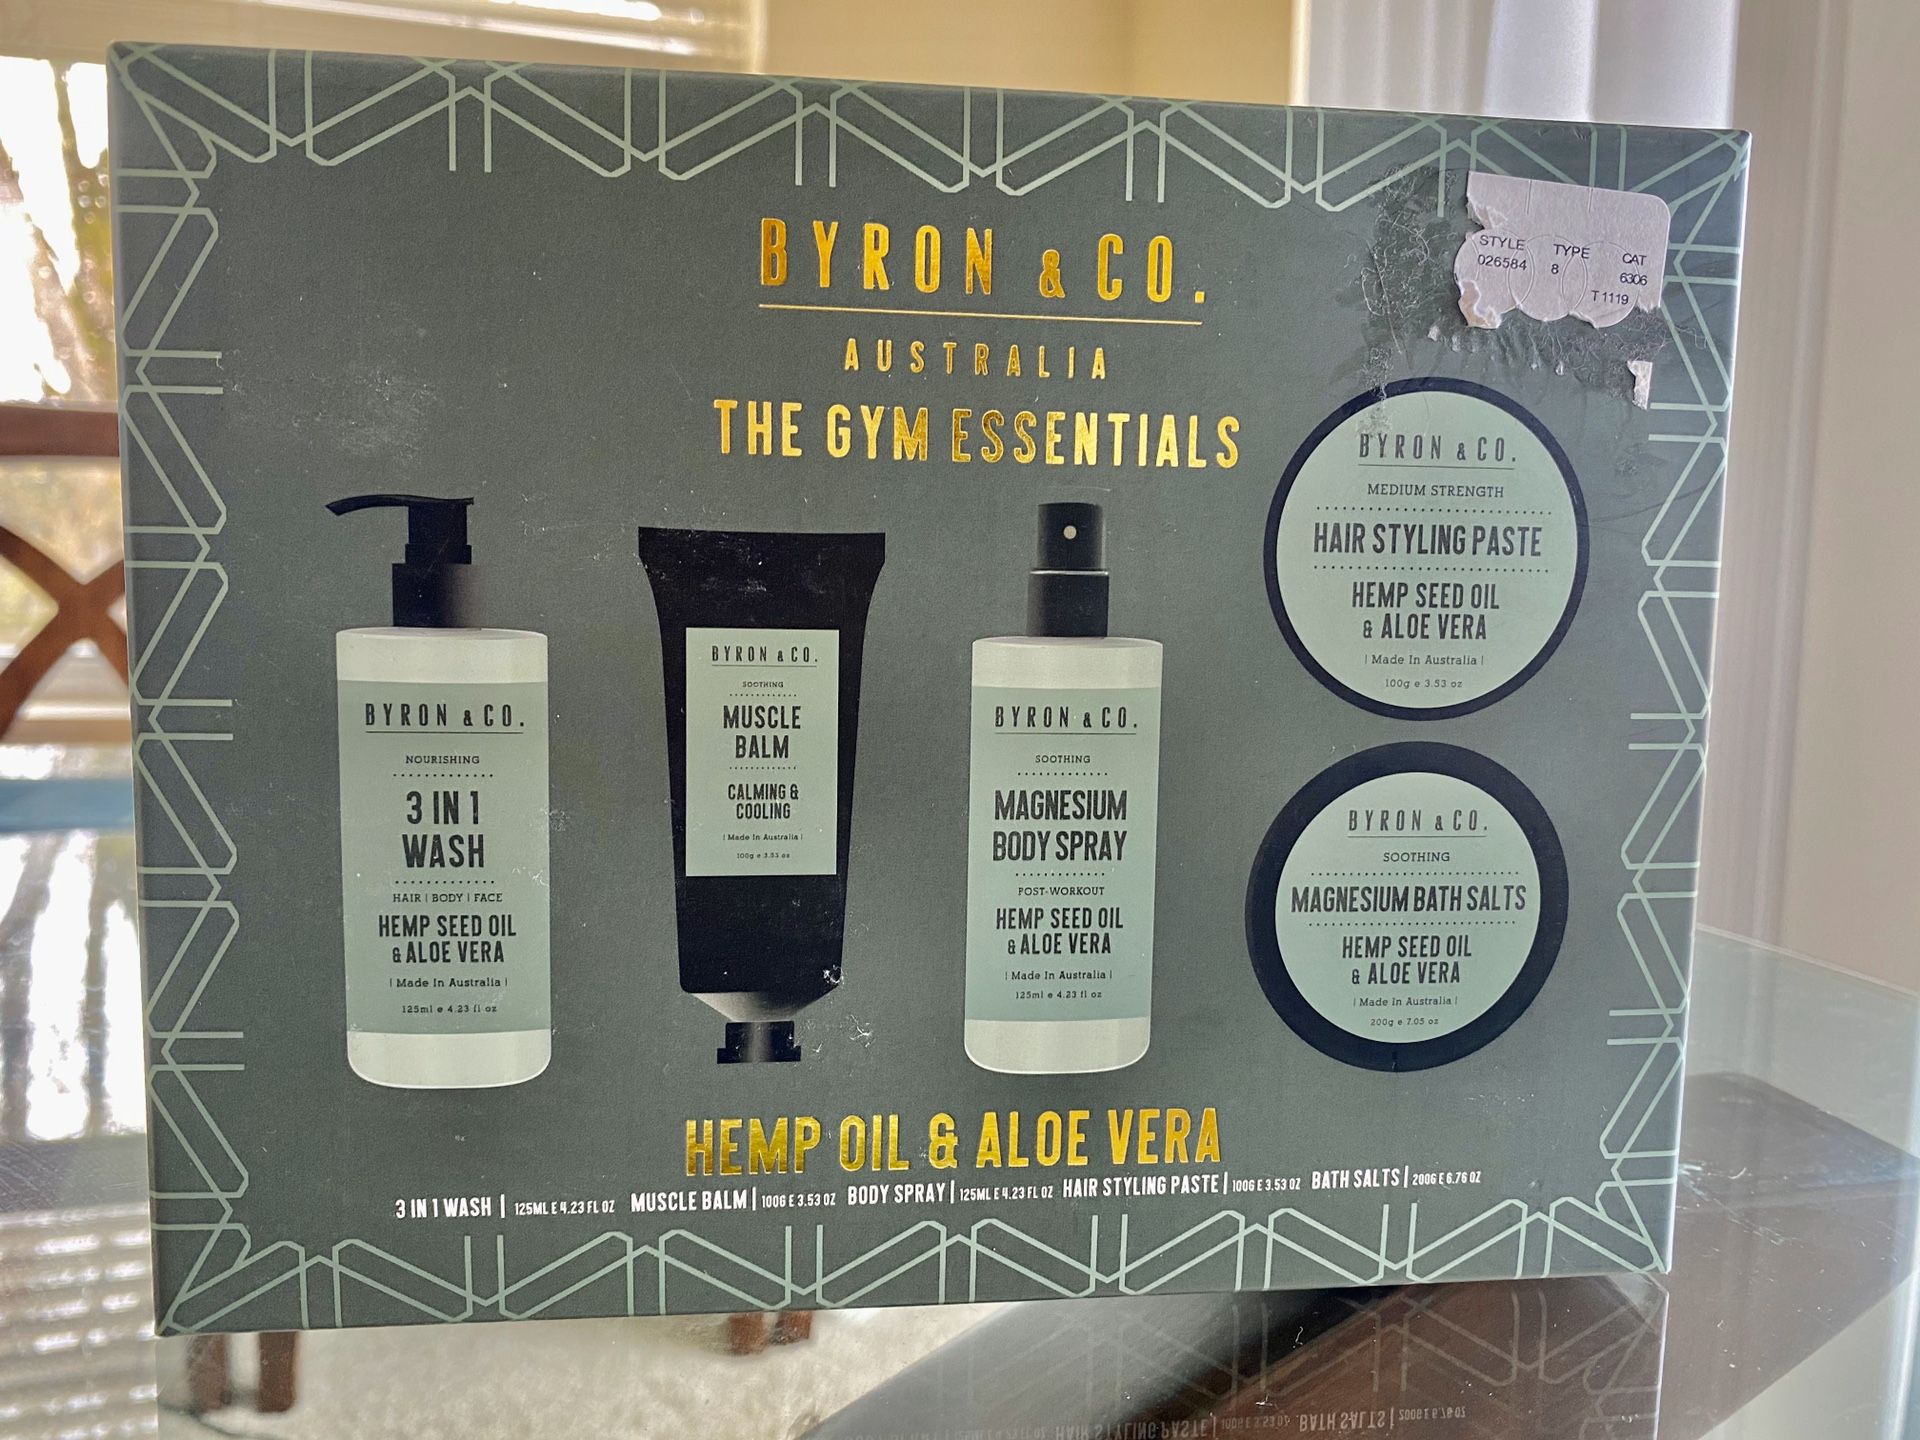 BYRON & CO.
AUSTRALIA
THE GYM ESSENTIALS
STYLE TYPE CAT
026584 8 6306
T1119
BYRON & CO.
NOURISHING
3 IN 1
WASH
HAIR | BODY | FACE
HEMP SEED OIL
& ALOE VERA
| Made In Australia |
125ml e 4.23 fl oz
BYRON & CO.
SOOTHING
MUSCLE
BALM
CALMING &
COOLING
| Made In Australia |
100g e 3.53 oz
BYRON & CO.
SOOTHING
MAGNESIUM
BODY SPRAY
POST-WORKOUT
HEMP SEED OIL
& ALOE VERA
| Made In Australia |
125ml e 4.23 fl oz
BYRON & CO.
MEDIUM STRENGTH
HAIR STYLING PASTE
HEMP SEED OIL
& ALOE VERA
| Made In Australia |
100g e 3.53 oz
BYRON & CO.
SOOTHING
MAGNESIUM BATH SALTS
HEMP SEED OIL
& ALOE VERA
| Made In Australia |
200g e 7.05 oz
HEMP OIL & ALOE VERA
3 IN 1 WASH | 125ML E 4.23 FL OZ MUSCLE BALM | 100G E 3.53 OZ BODY SPRAY | 125ML E 4.23 FL OZ HAIR STYLING PASTE | 100G E 3.53 OZ BATH SALTS | 200G E 6.76 OZ